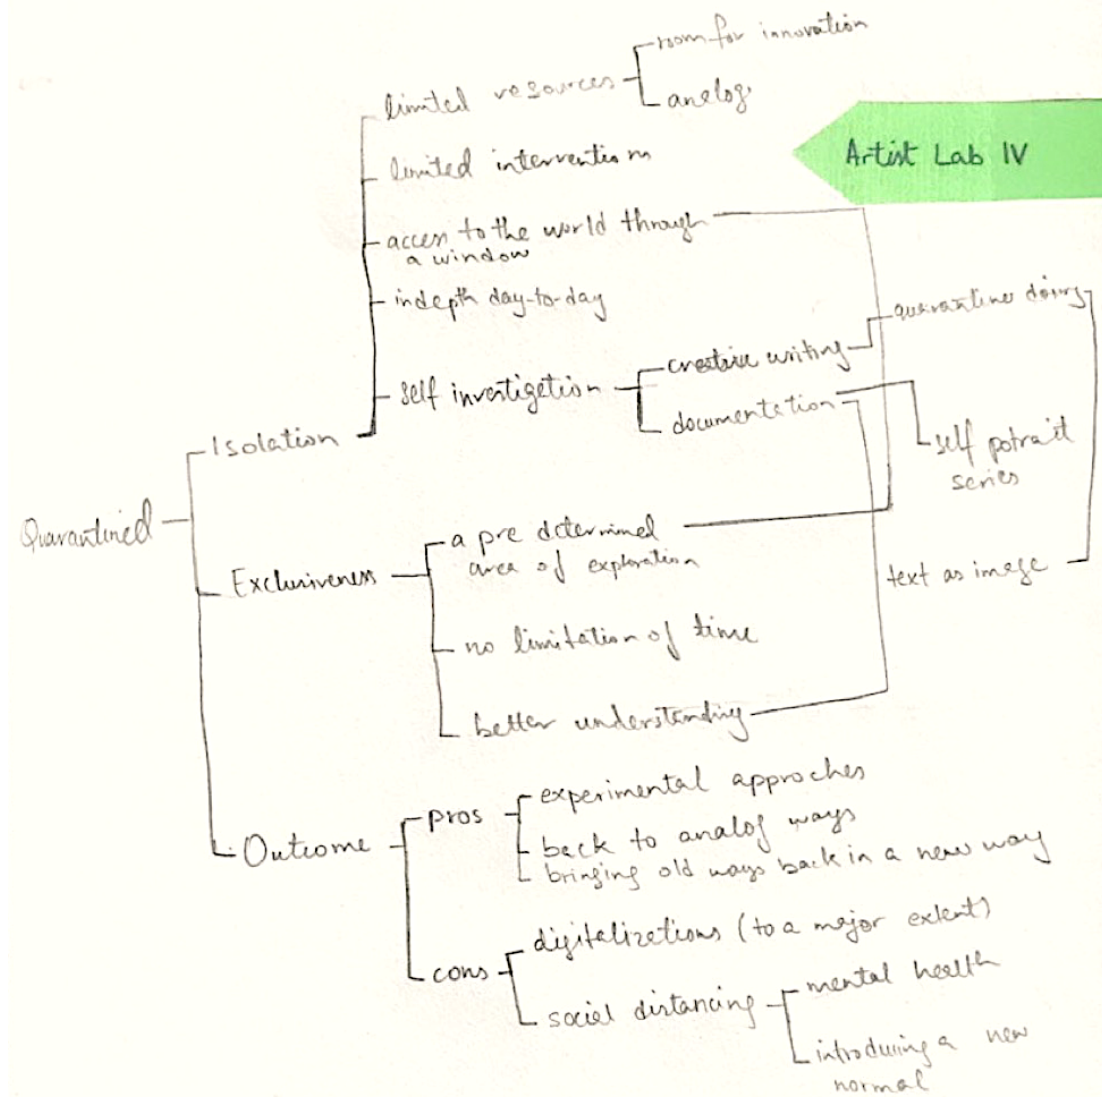 room for innovation
limited resources
analog
Artist Lab IV
limited interventions
access to the world through
a window
indepth day-to-day
quarantine doings
creative writing
self investigation
documentation
self potrait
series
Isolation
Quarantined
a pre determined
area of exploration
Exclusiveness
text as image
no limitation of time
better understanding
experimental approches
pros
back to analog ways
Outcome
bringing old ways back in a new way
digitalizations (to a major extent)
cons
mental health
social distancing
introducing a new
normal